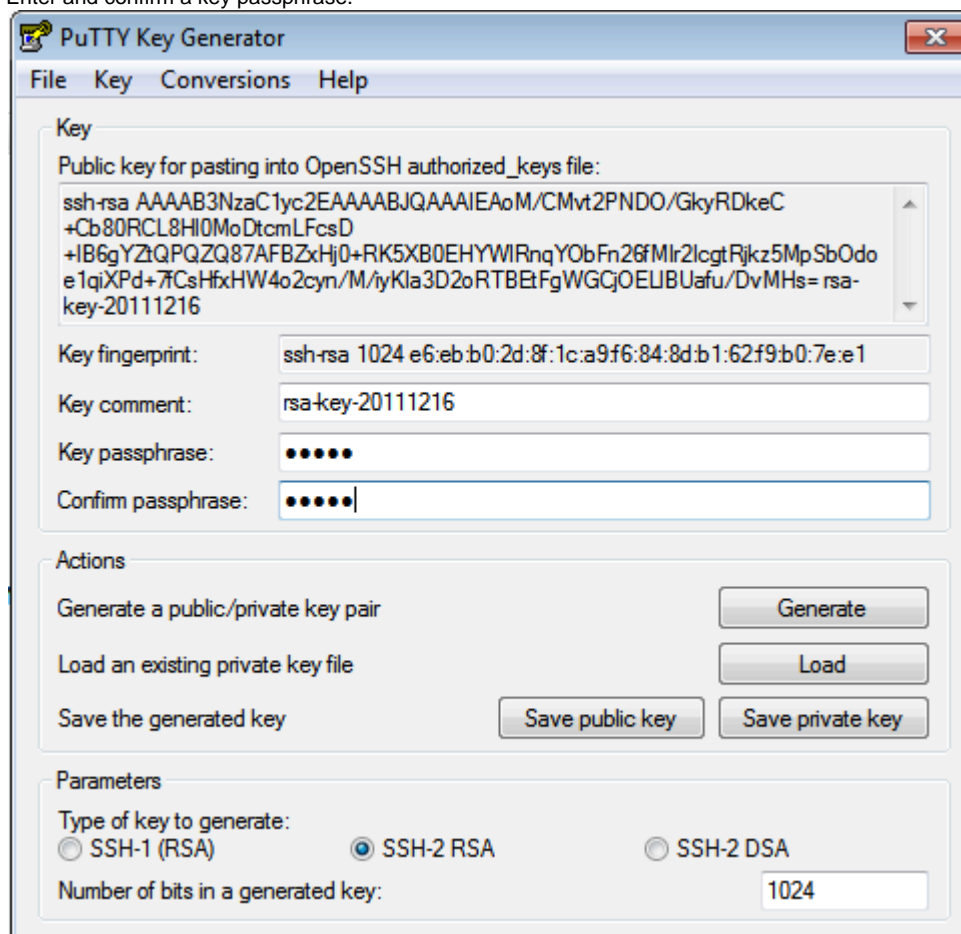 Enter and confirm a key passphrase.
PuTTY Key Generator
File Key Conversions Help
Key
Public key for pasting into OpenSSH authorized_keys file:
ssh-rsa AAAAB3NzaC1yc2EAAAABJQAAAIEAoM/CMvt2PNDO/GkyRDkeC
+Cb80RCL8HI0MoDtcmLFcsD
+IB6gYZtQPQZQ87AFBZxHj0+RK5XB0EHYWlRnqYObFn26fMIr2lcgtRjkz5MpSbOdo
e1qiXPd+7fCsHfxHW4o2cyn/M/iyKIa3D2oRTBEtFgWGCjOELIBUafu/DvMHs= rsa-
key-20111216
Key fingerprint: ssh-rsa 1024 e6:eb:b0:2d:8f:1c:a9:f6:84:8d:b1:62:f9:b0:7e:e1
Key comment: rsa-key-20111216
Key passphrase: •••••
Confirm passphrase: •••••
Actions
Generate a public/private key pair Generate
Load an existing private key file Load
Save the generated key Save public key Save private key
Parameters
Type of key to generate:
SSH-1 (RSA) SSH-2 RSA SSH-2 DSA
Number of bits in a generated key: 1024